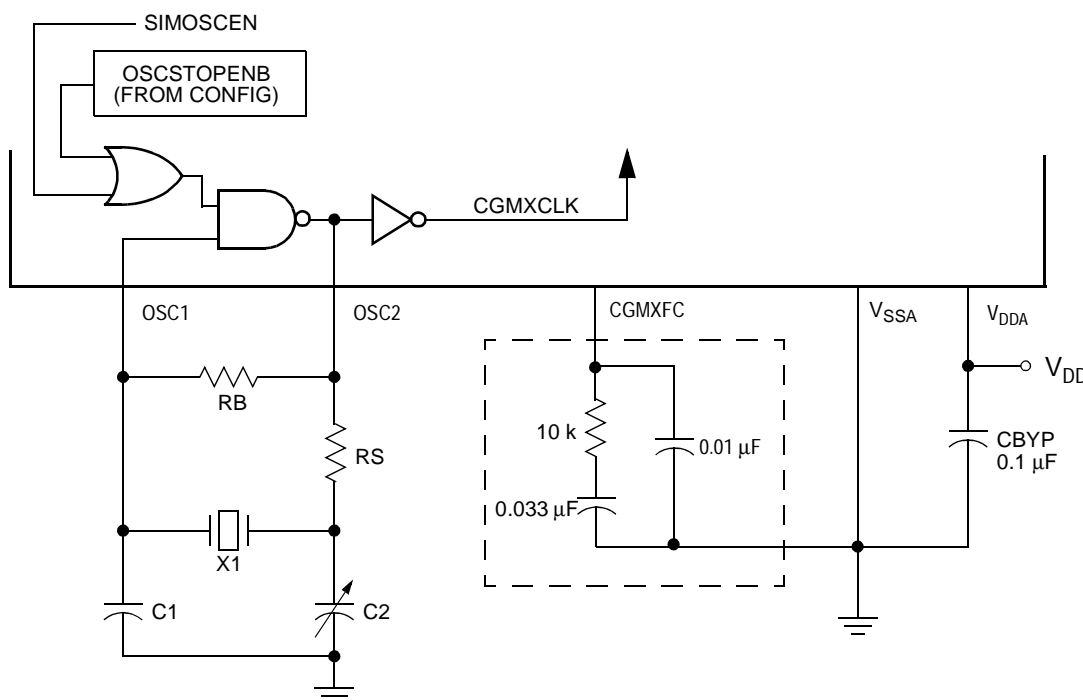 SIMOSCEN
OSCSTOPENB
(FROM CONFIG)
CGMXCLK
OSC1
OSC2
CGMXFC
VSSA
VDDA
VDD
RB
10 k
0.01 μF
CBYP
0.1 μF
RS
0.033 μF
X1
C1
C2